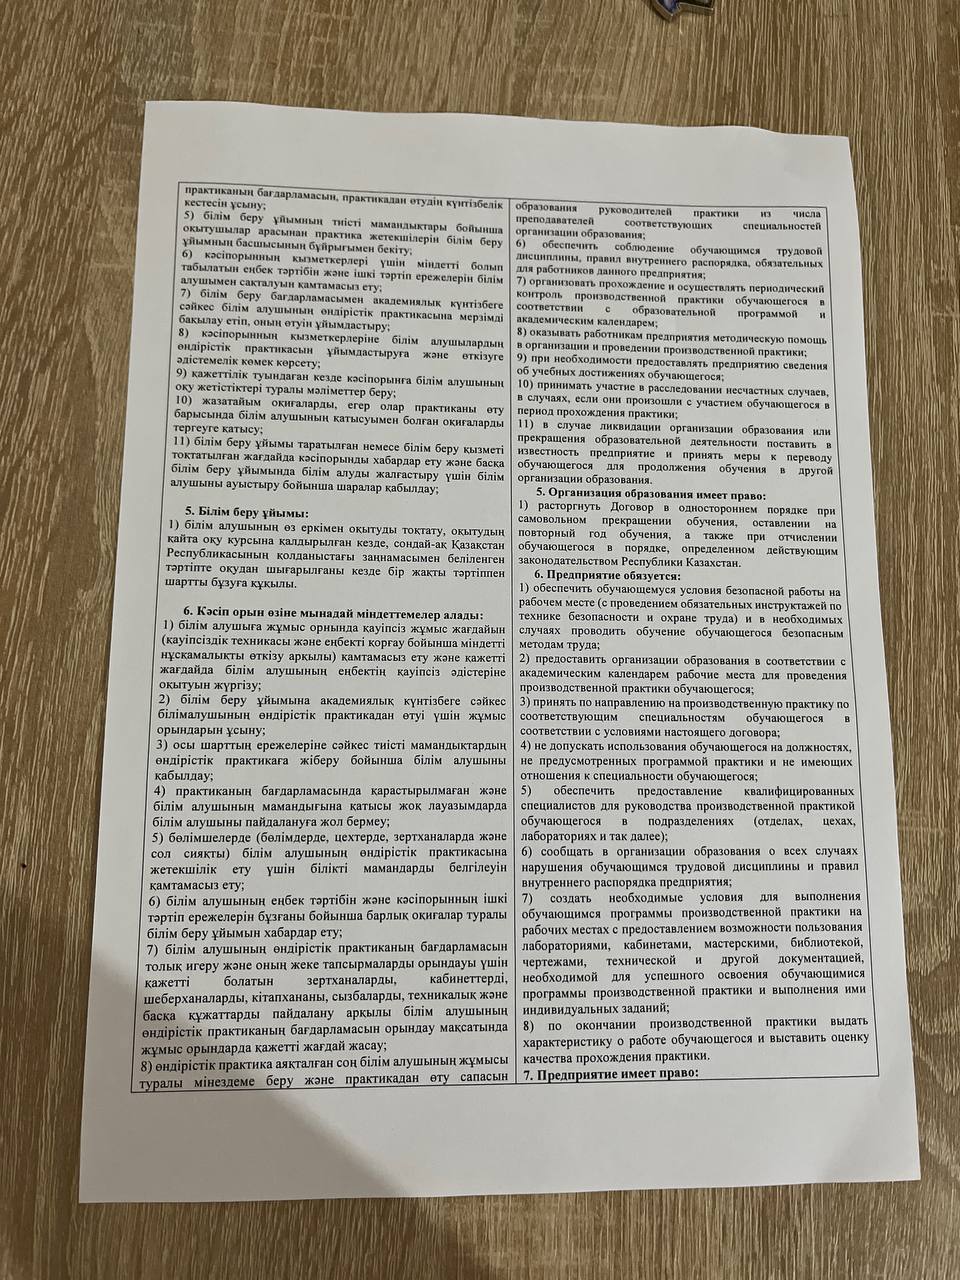 практиканың бағдарламасын, практикадан өтудің күнтізбелік
кестесін ұсыну;
5) білім беру ұйымның тиісті мамандықтары бойынша
оқытушылар арасынан практика жетекшілерін білім беру
ұйымның басшысының бұйрығымен бекіту;
6) кәсіпорынның қызметкерлері үшін міндетті болып
табылатын еңбек тәртібін және ішкі тәртіп ережелерін білім
алушымен сақталуын қамтамасыз ету;
7) білім беру бағдарламасымен академиялық күнтізбеге
сәйкес білім алушының өндірістік практикасына мерзімді
бақылау етіп, оның өтуін ұйымдастыру;
8) кәсіпорынның қызметкерлеріне білім алушылардың
өндірістік практикасын ұйымдастыруға және өткізуге
әдістемелік көмек көрсету;
9) қажеттілік туындаған кезде кәсіпорынға білім алушының
оқу жетістіктері туралы мәліметтер беру;
10) жазатайым оқиғаларды, егер олар практиканы өту
барысында білім алушының қатысуымен болған оқиғаларды
тергеуге қатысу;
11) білім беру ұйымы таратылған немесе білім беру қызметі
тоқтатылған жағдайда кәсіпорынды хабардар ету және басқа
білім беру ұйымында білім алуды жалғастыру үшін білім
алушыны ауыстыру бойынша шаралар қабылдау;
5. Білім беру ұйымы:
1) білім алушының өз еркімен оқытуды тоқтату, оқытудың
қайта оқу курсына қалдырылған кезде, сондай-ақ Қазақстан
Республикасының қолданыстағы заңнамасымен беліленген
тәртіпте оқудан шығарылғаны кезде бір жақты тәртіппен
шартты бұзуға құқылы.
6. Кәсіп орын өзіне мынадай міндеттемелер алады:
1) білім алушыға жұмыс орнында қауіпсіз жұмыс жағдайын
(қауіпсіздік техникасы және еңбекті қорғау бойынша міндетті
нұсқамалықты өткізу арқылы) қамтамасыз ету және қажетті
жағдайда білім алушының еңбектің қауіпсіз әдістеріне
оқытуын жүргізу;
2) білім беру ұйымына академиялық күнтізбеге сәйкес
білімалушының өндірістік практикадан өтуі үшін жұмыс
орындарын ұсыну;
3) осы шарттың ережелеріне сәйкес тиісті мамандықтардың
өндірістік практикаға жіберу бойынша білім алушыны
қабылдау;
4) практиканың бағдарламасында қарастырылмаған және
білім алушының мамандығына қатысы жоқ лауазымдарда
білім алушыны пайдалануға жол бермеу;
5) бөлімшелерде (бөлімдерде, цехтерде, зертханаларда және
сол сияқты) білім алушының өндірістік практикасына
жетекшілік ету үшін білікті мамандарды белгілеуін
қамтамасыз ету;
6) білім алушының еңбек тәртібін және кәсіпорынның ішкі
тәртіп ережелерін бұзғаны бойынша барлық оқиғалар туралы
білім беру ұйымын хабардар ету;
7) білім алушының өндірістік практиканың бағдарламасын
толық игеру және оның жеке тапсырмаларды орындауы үшін
қажетті болатын зертханаларды, кабинеттерді,
шеберханаларды, кітапхананы, сызбаларды, техникалық және
басқа құжаттарды пайдалану арқылы білім алушының
өндірістік практиканың бағдарламасын орындау мақсатында
жұмыс орындарда қажетті жағдай жасау;
8) өндірістік практика аяқталған соң білім алушының жұмысы
туралы мінездеме беру және практикадан өту сапасын
образования руководителей практики из числа
преподавателей соответствующих специальностей
организации образования;
6) обеспечить соблюдение обучающимся трудовой
дисциплины, правил внутреннего распорядка, обязательных
для работников данного предприятия;
7) организовать прохождение и осуществлять периодический
контроль производственной практики обучающегося в
соответствии с образовательной программой и
академическим календарем;
8) оказывать работникам предприятия методическую помощь
в организации и проведении производственной практики;
9) при необходимости предоставлять предприятию сведения
об учебных достижениях обучающегося;
10) принимать участие в расследовании несчастных случаев,
в случаях, если они произошли с участием обучающегося в
период прохождения практики;
11) в случае ликвидации организации образования или
прекращения образовательной деятельности поставить в
известность предприятие и принять меры к переводу
обучающегося для продолжения обучения в другой
организации образования.
5. Организация образования имеет право:
1) расторгнуть Договор в одностороннем порядке при
самовольном прекращении обучения, оставлении на
повторный год обучения, а также при отчислении
обучающегося в порядке, определенном действующим
законодательством Республики Казахстан.
6. Предприятие обязуется:
1) обеспечить обучающемуся условия безопасной работы на
рабочем месте (с проведением обязательных инструктажей по
технике безопасности и охране труда) и в необходимых
случаях проводить обучение обучающегося безопасным
методам труда;
2) предоставить организации образования в соответствии с
академическим календарем рабочие места для проведения
производственной практики обучающегося;
3) принять по направлению на производственную практику по
соответствующим специальностям обучающегося в
соответствии с условиями настоящего договора;
4) не допускать использования обучающегося на должностях,
не предусмотренных программой практики и не имеющих
отношения к специальности обучающегося;
5) обеспечить предоставление квалифицированных
специалистов для руководства производственной практикой
обучающегося в подразделениях (отделах, цехах,
лабораториях и так далее);
6) сообщать в организации образования о всех случаях
нарушения обучающимся трудовой дисциплины и правил
внутреннего распорядка предприятия;
7) создать необходимые условия для выполнения
обучающимся программы производственной практики на
рабочих местах с предоставлением возможности пользования
лабораториями, кабинетами, мастерскими, библиотекой,
чертежами, технической и другой документацией,
необходимой для успешного освоения обучающимися
программы производственной практики и выполнения ими
индивидуальных заданий;
8) по окончании производственной практики выдать
характеристику о работе обучающегося и выставить оценку
качества прохождения практики.
7. Предприятие имеет право: